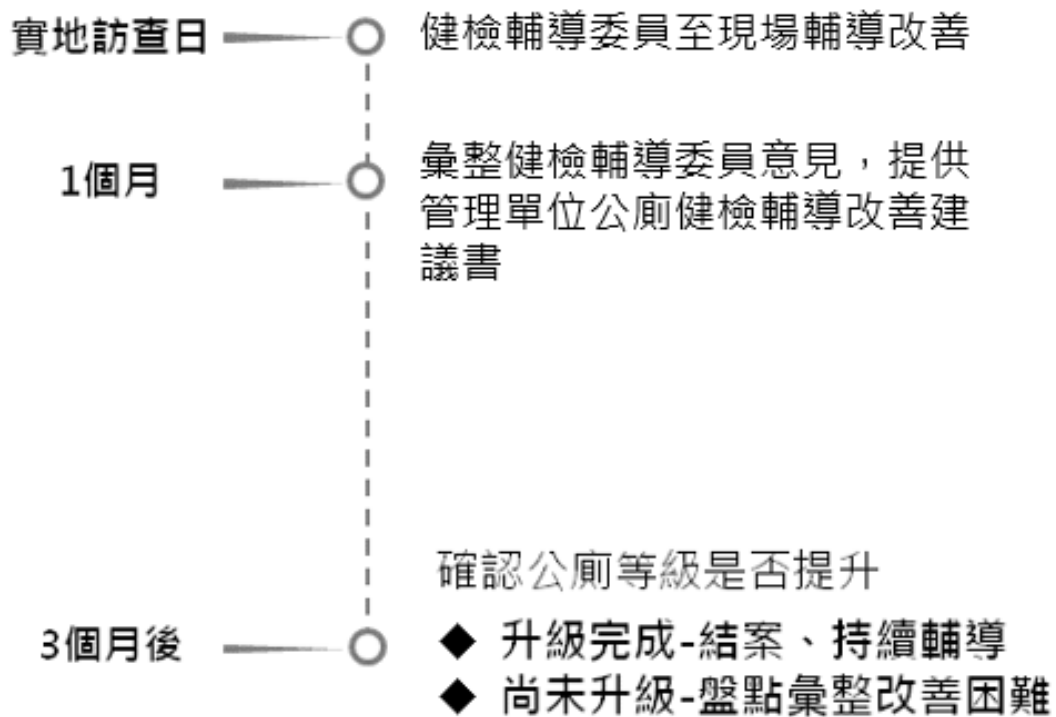 實地訪查日
健檢輔導委員至現場輔導改善
1個月
彙整健檢輔導委員意見，提供
管理單位公廁健檢輔導改善建
議書
確認公廁等級是否提升
3個月後
◆ 升級完成-結案、持續輔導
◆ 尚未升級-盤點彙整改善困難